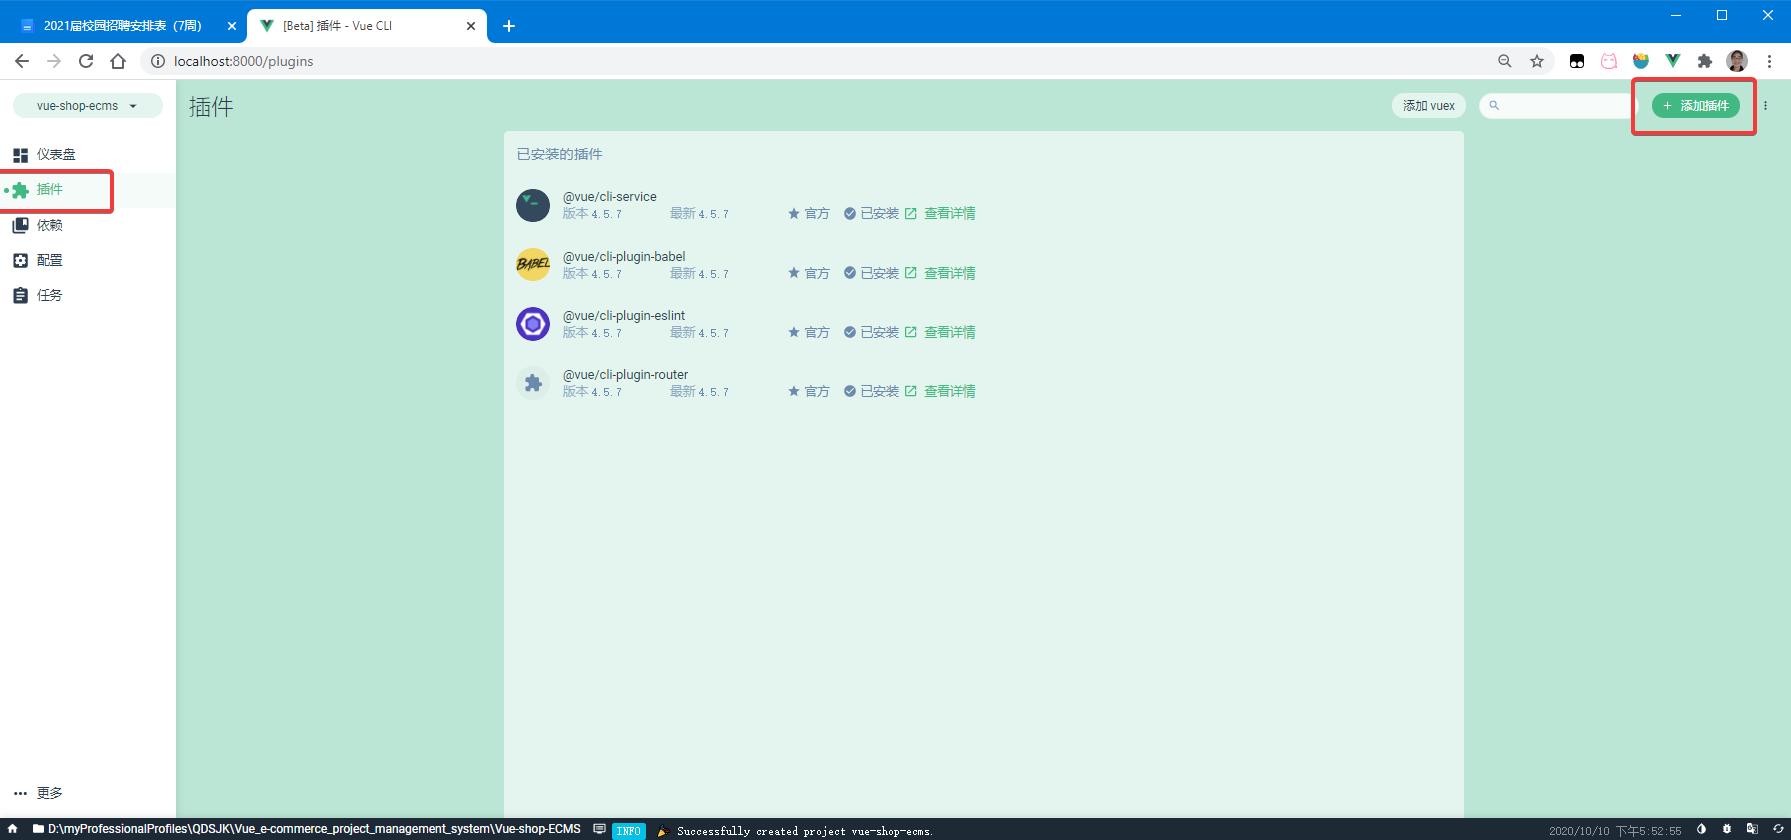 2021届校园招聘安排表（7周）
[Beta] 插件 - Vue CLI
localhost:8000/plugins
vue-shop-ecms
插件
添加 vuex
+ 添加插件
仪表盘
插件
依赖
配置
任务
更多
已安装的插件
@vue/cli-service
版本 4.5.7 最新 4.5.7 官方 已安装 查看详情
BABEL
@vue/cli-plugin-babel
版本 4.5.7 最新 4.5.7 官方 已安装 查看详情
@vue/cli-plugin-eslint
版本 4.5.7 最新 4.5.7 官方 已安装 查看详情
@vue/cli-plugin-router
版本 4.5.7 最新 4.5.7 官方 已安装 查看详情
D:\myProfessionalProfiles\QDSJK\Vue_e-commerce_project_management_system\Vue-shop-ECMS INFO 🎉 Successfully created project vue-shop-ecms. 2020/10/10 下午5:52:55